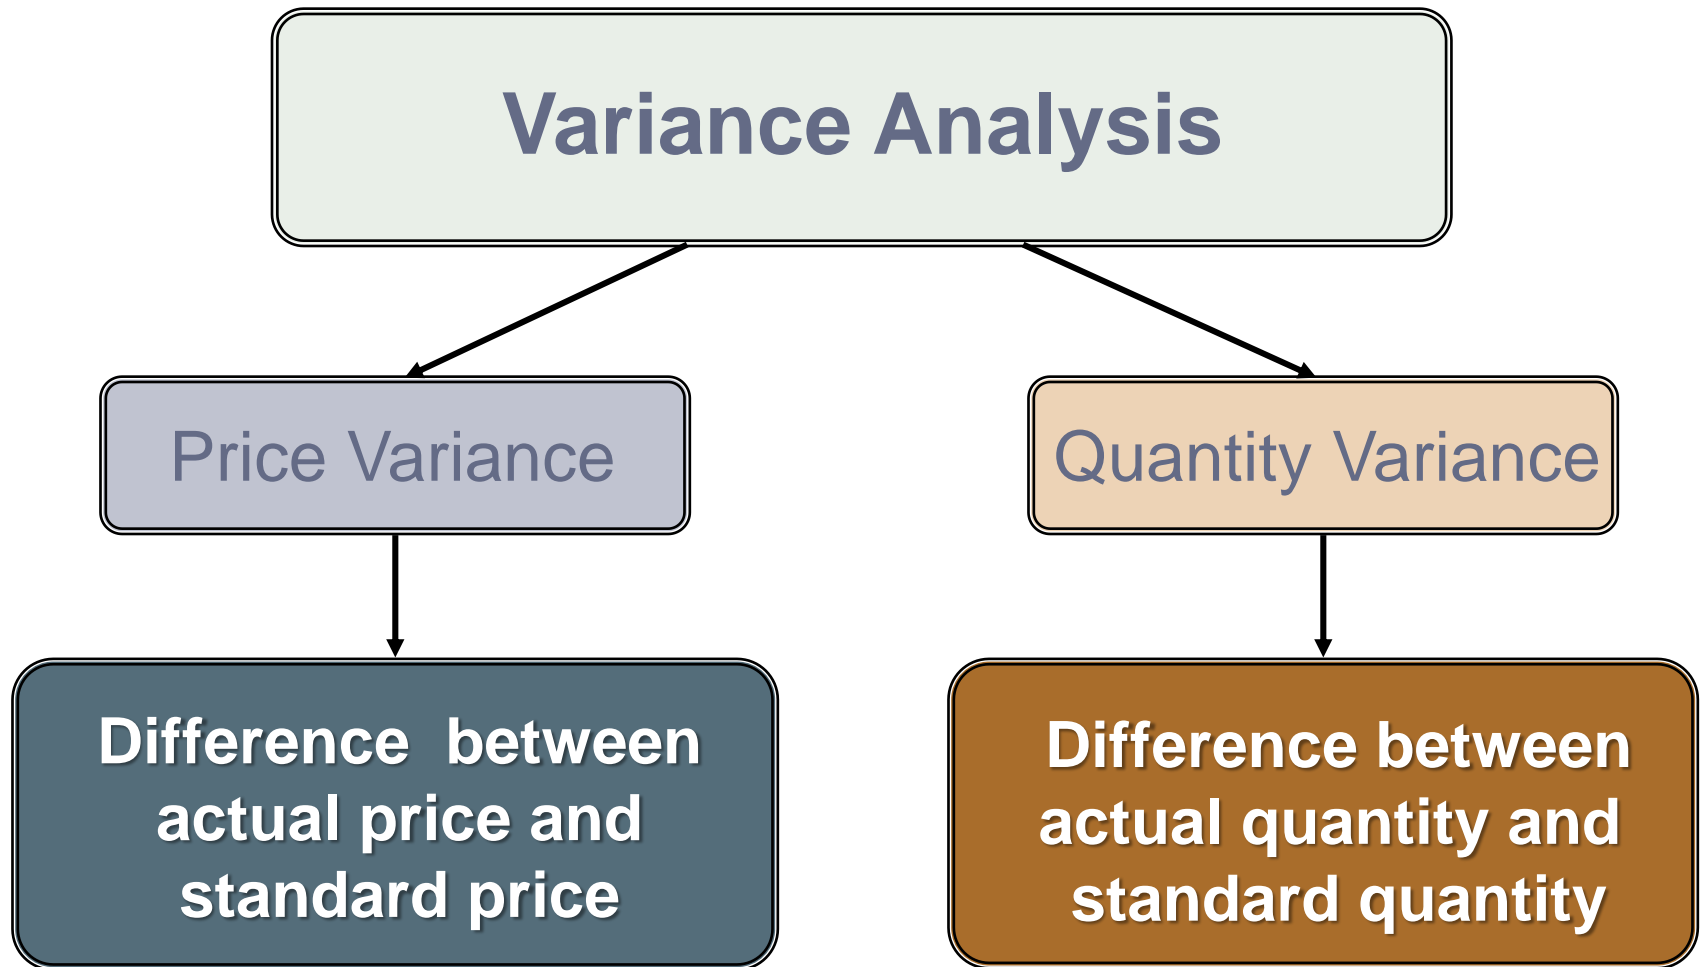 Variance Analysis
Price Variance
Quantity Variance
Difference  between
actual price and
standard price
Difference between
actual quantity and
standard quantity